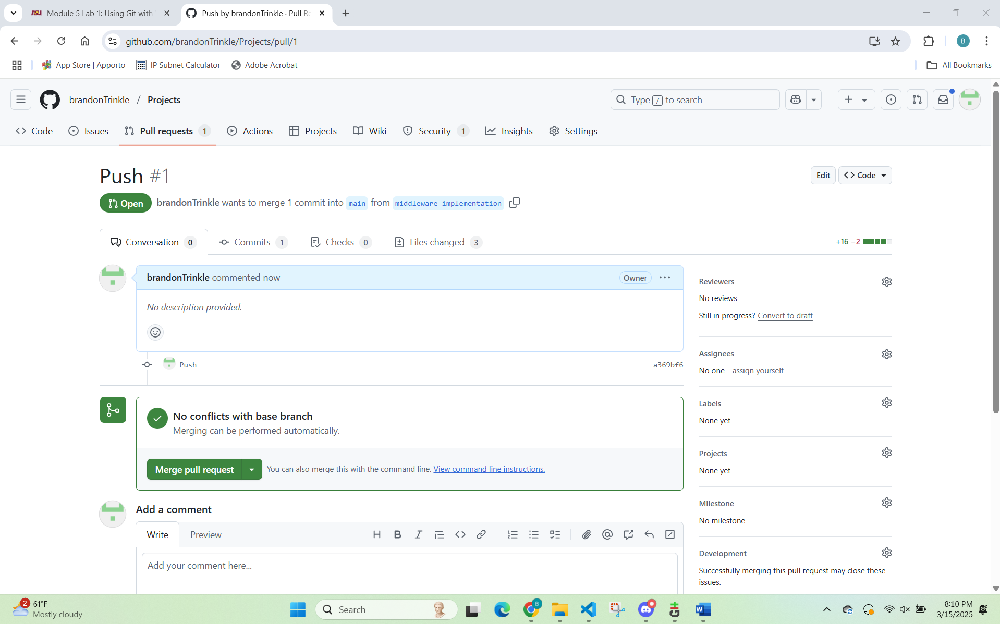 ASU Module 5 Lab 1: Using Git with
Push by brandonTrinkle · Pull Re
github.com/brandonTrinkle/Projects/pull/1
B
App Store | Apporto
IP Subnet Calculator
Adobe Acrobat
All Bookmarks
brandonTrinkle / Projects
Type / to search
Code
Issues
Pull requests 1
Actions
Projects
Wiki
Security 1
Insights
Settings
Push #1
Edit
Code
Open
brandonTrinkle wants to merge 1 commit into main from middleware-implementation
Conversation 0
Commits 1
Checks 0
Files changed 3
+16 −2
brandonTrinkle commented now
Owner
No description provided.
Push
a369bf6
No conflicts with base branch
Merging can be performed automatically.
Merge pull request
You can also merge this with the command line. View command line instructions.
Add a comment
Write
Preview
Add your comment here...
Reviewers
No reviews
Still in progress? Convert to draft
Assignees
No one—assign yourself
Labels
None yet
Projects
None yet
Milestone
No milestone
Development
Successfully merging this pull request may close these
issues.
2
61°F
Mostly cloudy
Search
B
8:10 PM
3/15/2025